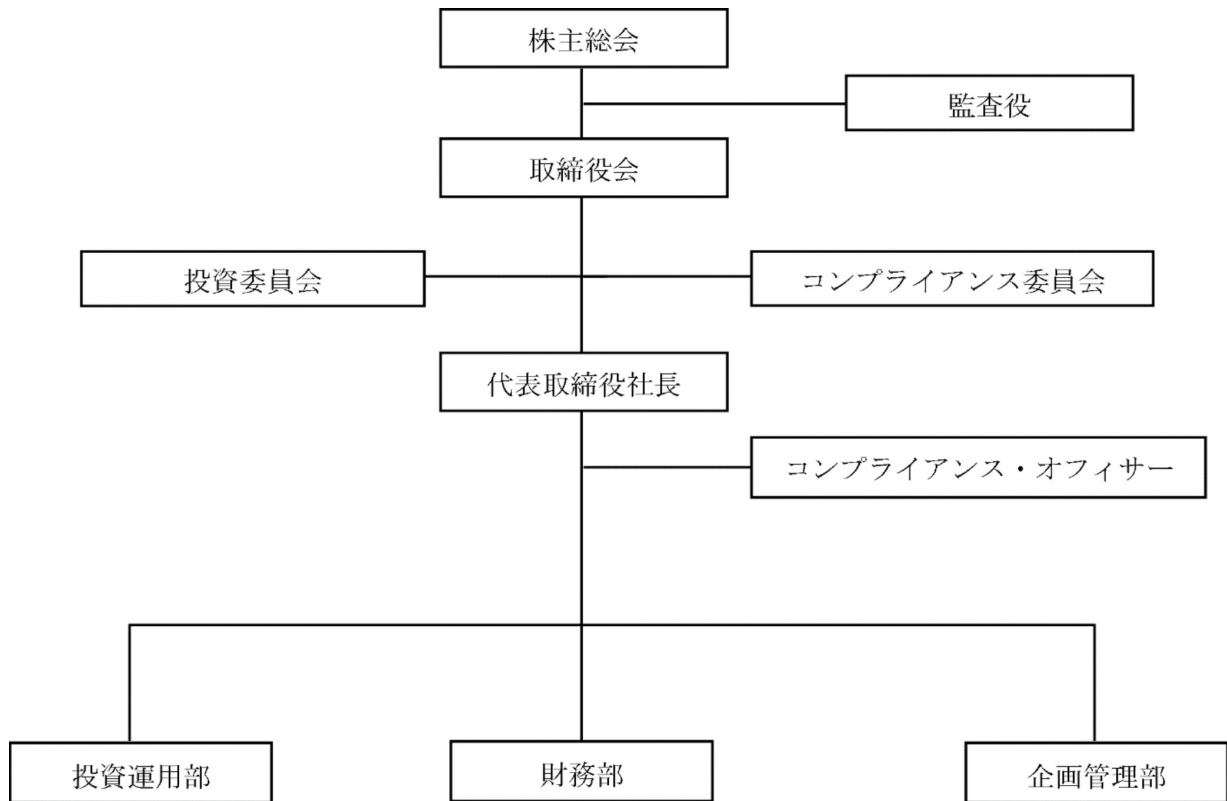 株主総会
監査役
取締役会
投資委員会
コンプライアンス委員会
代表取締役社長
コンプライアンス・オフィサー
投資運用部
財務部
企画管理部